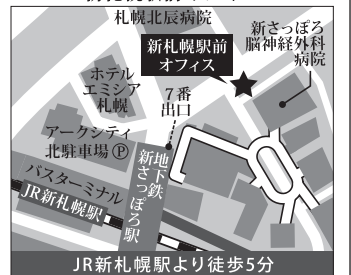 札幌北辰病院
新札幌駅前
オフィス
新さっぽろ
脳神経外科
病院
ホテル
エミシア
札幌
7番
出口
アークシティ
北駐車場Ⓟ
バスターミナル
JR新札幌駅
地下鉄
新さっぽろ駅
JR新札幌駅より徒歩5分